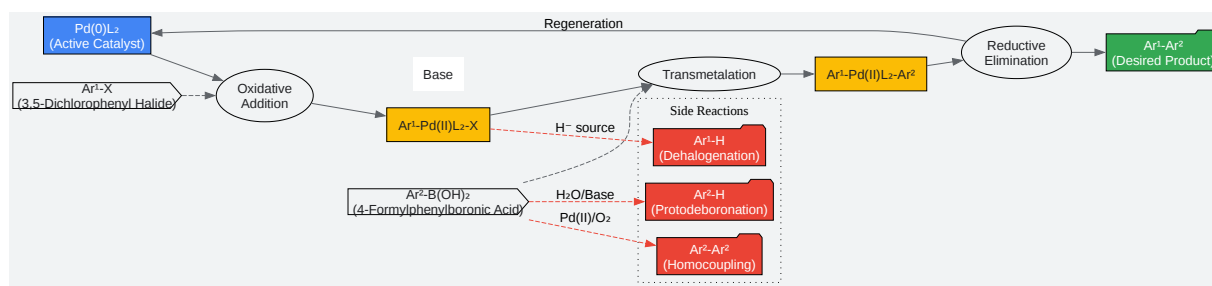 Regeneration
Pd(0)L₂
(Active Catalyst)
Ar¹-X
(3,5-Dichlorophenyl Halide)
Oxidative
Addition
Base
Ar¹-Pd(II)L₂-X
Transmetalation
Ar¹-Pd(II)L₂-Ar²
Reductive
Elimination
Ar¹-Ar²
(Desired Product)
Side Reactions
H⁻ source
Ar¹-H
(Dehalogenation)
Ar²-B(OH)₂
(4-Formylphenylboronic Acid)
H₂O/Base
Ar²-H
(Protodeboronation)
Pd(II)/O₂
Ar²-Ar²
(Homocoupling)